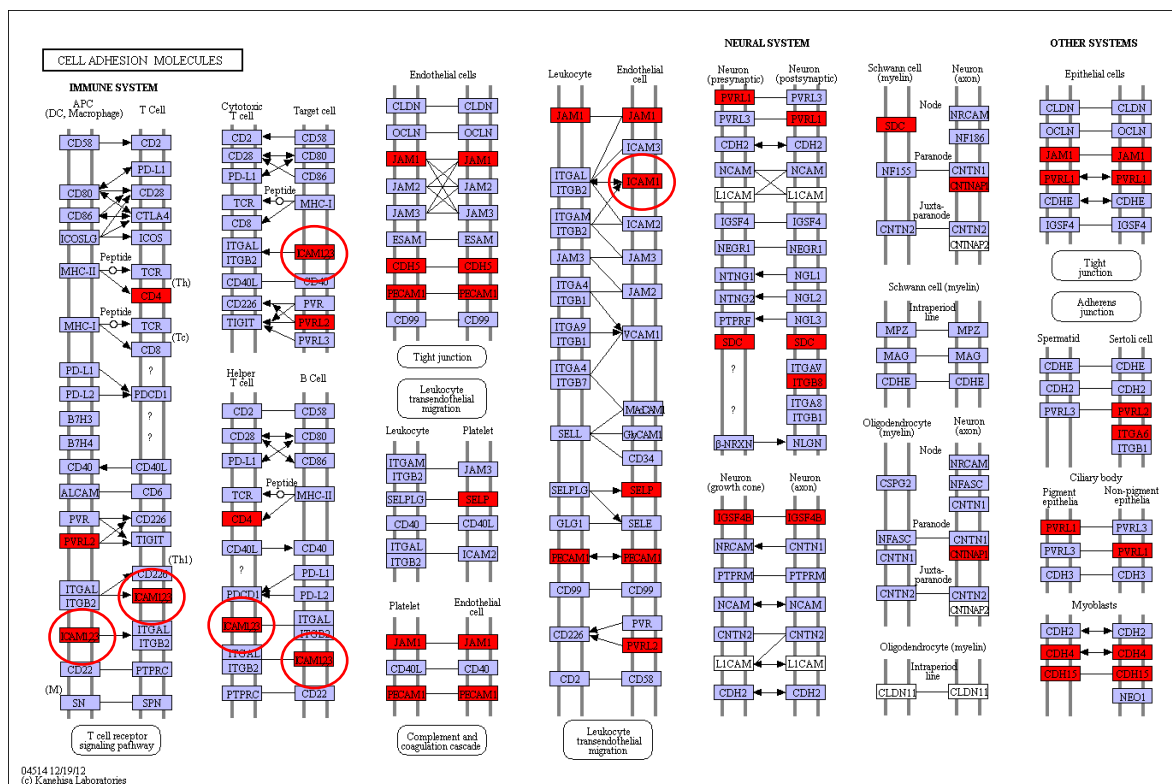 CELL ADHESION MOLECULES
IMMUNE SYSTEM
APC
(DC, Macrophage)
T Cell
CD58
CD2
PD-L1
CD80
CD28
CD86
CTLA4
ICOSLG
ICOS
MHC-II
Peptide
TCR
(Th)
CD4
MHC-I
Peptide
TCR
(Tc)
CD8
PD-L1
?
PD-L2
PDCD1
B7H3
?
B7H4
?
CD40
CD40L
ALCAM
CD6
PVR
CD226
PVRL2
TIGIT
(Th1)
CD226
ITGAL
ITGB2
ICAM1,2,3
ICAM1,2,3
ITGAL
ITGB2
CD22
PTPRC
(M)
SN
SPN
T cell receptor
signaling pathway
Cytotoxic
T cell
Target cell
CD2
CD58
CD28
CD80
PD-L1
CD86
Peptide
TCR
MHC-I
CD8
ITGAL
ITGB2
ICAM1,2,3
CD40L
CD40
CD226
PVR
TIGIT
PVRL2
PVRL3
Helper
T cell
B Cell
CD2
CD58
CD28
CD80
PD-L1
CD86
Peptide
TCR
MHC-II
CD4
CD40L
CD40
?
PD-L1
PDCD1
PD-L2
ICAM1,2,3
ITGAL
ITGB2
ITGAL
ITGB2
ICAM1,2,3
PTPRC
CD22
Endothelial cells
CLDN
CLDN
OCLN
OCLN
JAM1
JAM1
JAM2
JAM2
JAM3
JAM3
ESAM
ESAM
CDH5
CDH5
PECAM1
PECAM1
CD99
CD99
Tight junction
Leukocyte
transendothelial
migration
Leukocyte
Platelet
ITGAM
ITGB2
JAM3
SELPLG
SELP
CD40
CD40L
ITGAL
ITGB2
ICAM2
Platelet
Endothelial
cell
JAM1
JAM1
CD40L
CD40
PECAM1
PECAM1
Complement and
coagulation cascade
Leukocyte
Endothelial
cell
JAM1
JAM1
ICAM3
ITGAL
ITGB2
ICAM1
ITGAM
ITGB2
ICAM2
JAM3
JAM3
ITGA4
ITGB1
JAM2
ITGA9
ITGB1
VCAM1
ITGA4
ITGB7
MAdCAM1
SELL
GlyCAM1
CD34
SELPLG
SELP
GLG1
SELE
PECAM1
PECAM1
CD99
CD99
CD226
PVR
PVRL2
CD2
CD58
Leukocyte
transendothelial
migration
NEURAL SYSTEM
Neuron
(presynaptic)
Neuron
(postsynaptic)
PVRL1
PVRL3
PVRL3
PVRL1
CDH2
CDH2
NCAM
NCAM
L1CAM
L1CAM
IGSF4
IGSF4
NEGR1
NEGR1
NTNG1
NGL1
NTNG2
NGL2
PTPRF
NGL3
SDC
SDC
?
ITGAV
ITGB8
?
ITGA8
ITGB1
β-NRXN
NLGN
Neuron
(growth cone)
Neuron
(axon)
IGSF4B
IGSF4B
NRCAM
CNTN1
PTPRM
PTPRM
NCAM
NCAM
CNTN2
CNTN2
L1CAM
L1CAM
CDH2
CDH2
Schwann cell
(myelin)
Neuron
(axon)
Node
SDC
NRCAM
NF186
Paranode
NF155
CNTN1
CNTNAP1
Juxta-
paranode
CNTN2
CNTN2
CNTNAP2
Schwann cell (myelin)
Intraperiod
line
MPZ
MPZ
MAG
MAG
CDHE
CDHE
Oligodendrocyte
(myelin)
Neuron
(axon)
Node
NRCAM
CSPG2
NFASC
CNTN1
Paranode
NFASC
CNTN1
CNTN1
CNTNAP1
Juxta-
paranode
CNTN2
CNTN2
CNTNAP2
Oligodendrocyte (myelin)
Intraperiod
line
CLDN11
CLDN11
OTHER SYSTEMS
Epithelial cells
CLDN
CLDN
OCLN
OCLN
JAM1
JAM1
PVRL1
PVRL1
CDHE
CDHE
IGSF4
IGSF4
Tight
junction
Adherens
junction
Spermatid
Sertoli cell
CDHE
CDHE
CDH2
CDH2
PVRL3
PVRL2
ITGA6
ITGB1
Ciliary body
Pigment
epithelia
Non-pigment
epithelia
PVRL1
PVRL3
PVRL3
PVRL1
CDH3
CDH3
Myoblasts
CDH2
CDH2
CDH4
CDH4
CDH15
CDH15
NEO1
04514 12/19/12
(c) Kanehisa Laboratories